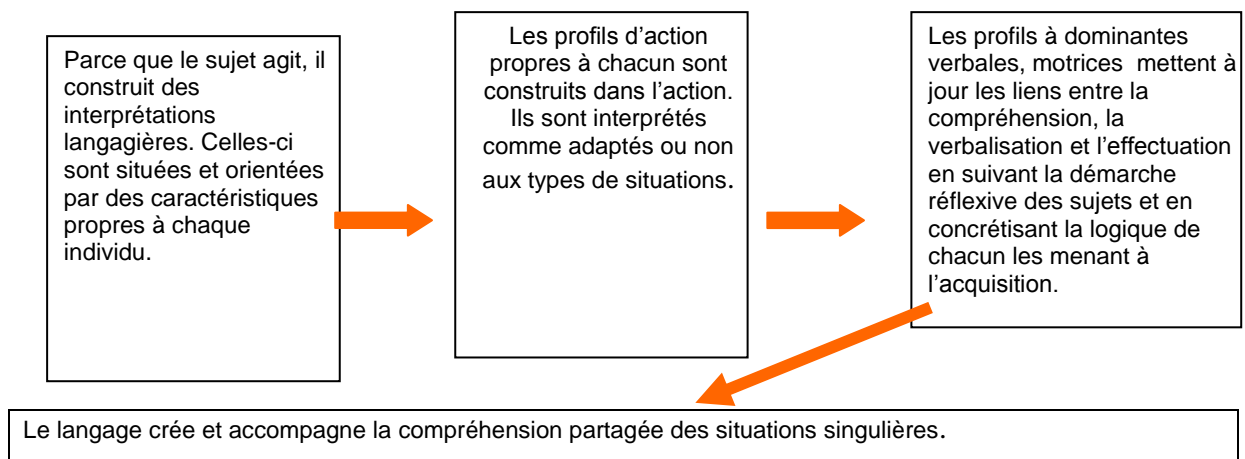 Parce que le sujet agit, il
construit des
interprétations
langagières. Celles-ci
sont situées et orientées
par des caractéristiques
propres à chaque
individu.
Les profils d’action
propres à chacun sont
construits dans l’action.
Ils sont interprétés
comme adaptés ou non
aux types de situations.
Les profils à dominantes
verbales, motrices  mettent à
jour les liens entre la
compréhension, la
verbalisation et l’effectuation
en suivant la démarche
réflexive des sujets et en
concrétisant la logique de
chacun les menant à
l’acquisition.
Le langage crée et accompagne la compréhension partagée des situations singulières.